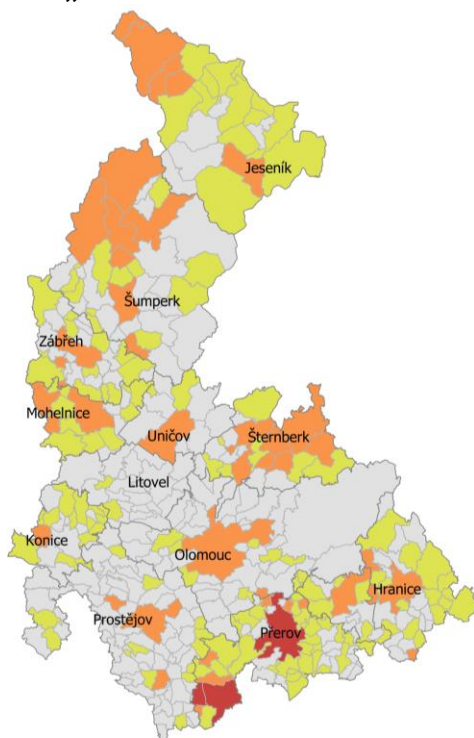 Jeseník
Šumperk
Zábřeh
Mohelnice
Uničov
Šternberk
Litovel
Konice
Olomouc
Hranice
Prostějov
Přerov